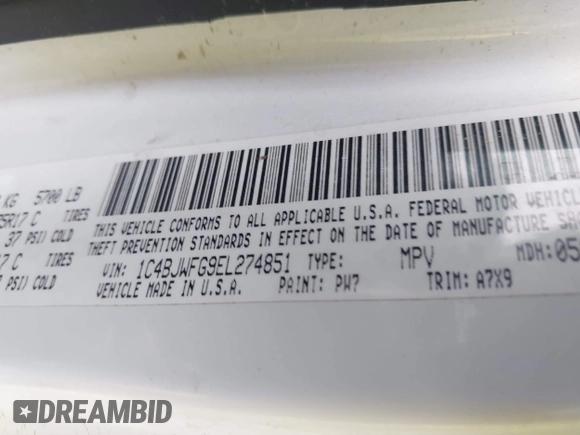 KG 5700 LB
5R17 C TIRES
37 PSI) COLD
7 C TIRES
PSI) COLD
THIS VEHICLE CONFORMS TO ALL APPLICABLE U.S.A. FEDERAL MOTOR VEHICLE
THEFT PREVENTION STANDARDS IN EFFECT ON THE DATE OF MANUFACTURE
VIN: 1C4BJWFG9EL274851 TYPE: MPV MDH: 05
VEHICLE MADE IN U.S.A. PAINT: PW7 TRIM: A7X9
DREAMBID